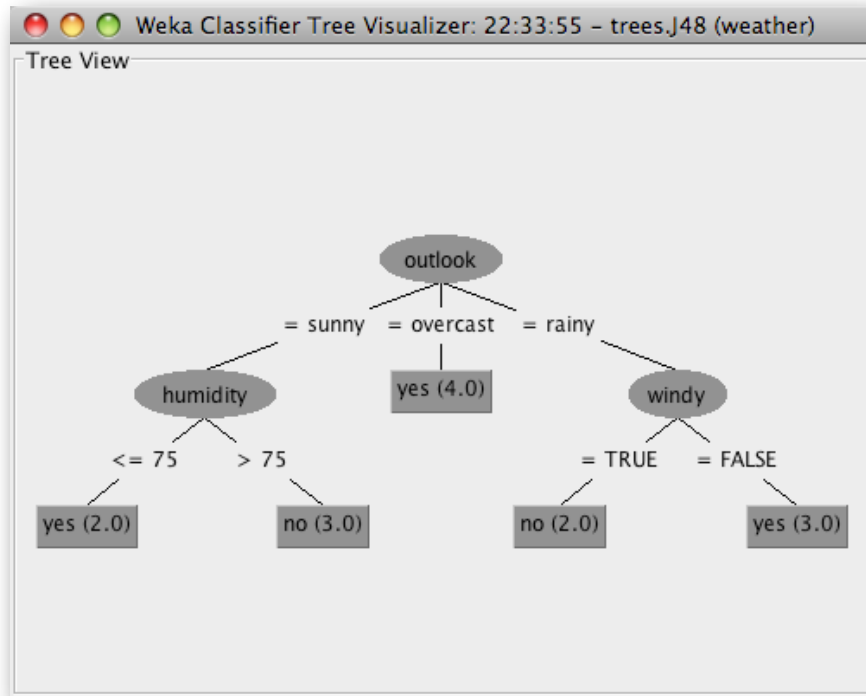 Weka Classifier Tree Visualizer: 22:33:55 - trees.J48 (weather)
Tree View
outlook
= sunny = overcast = rainy
humidity yes (4.0) windy
<= 75 > 75 = TRUE = FALSE
yes (2.0) no (3.0) no (2.0) yes (3.0)